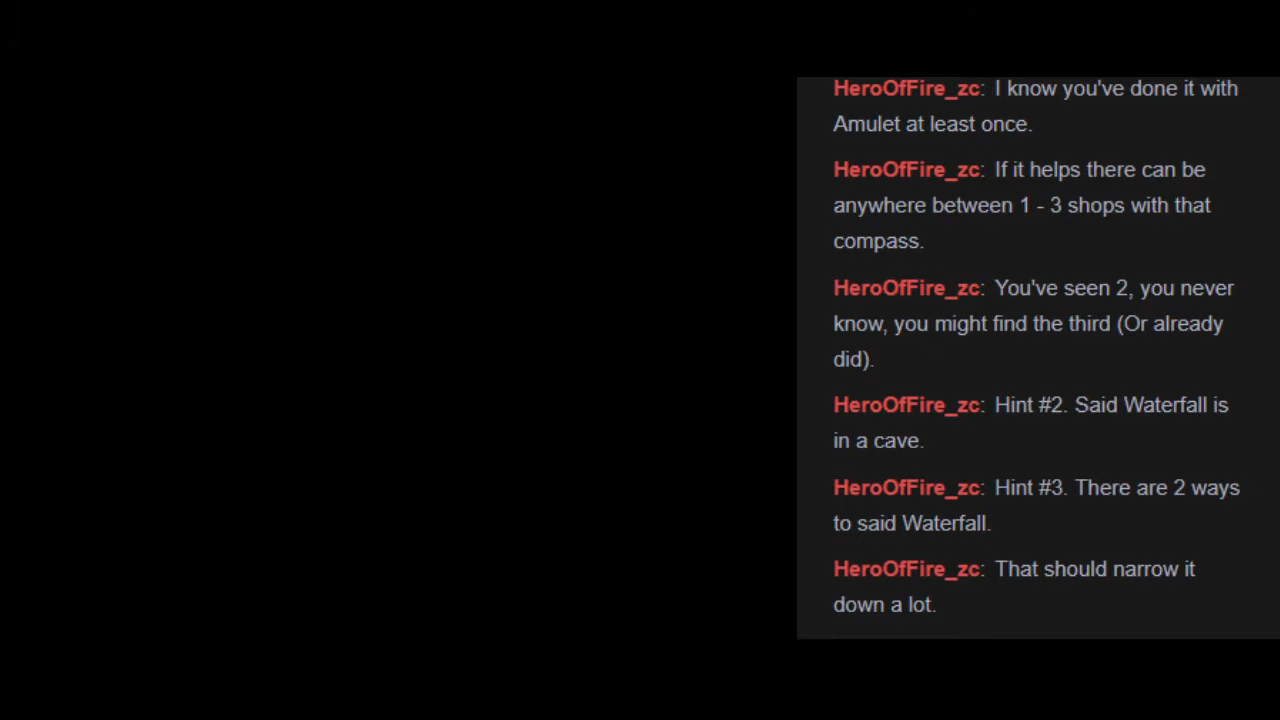 HeroOfFire_zc: I know you've done it with
Amulet at least once.
HeroOfFire_zc: If it helps there can be
anywhere between 1 - 3 shops with that
compass.
HeroOfFire_zc: You've seen 2, you never
know, you might find the third (Or already
did).
HeroOfFire_zc: Hint #2. Said Waterfall is
in a cave.
HeroOfFire_zc: Hint #3. There are 2 ways
to said Waterfall.
HeroOfFire_zc: That should narrow it
down a lot.